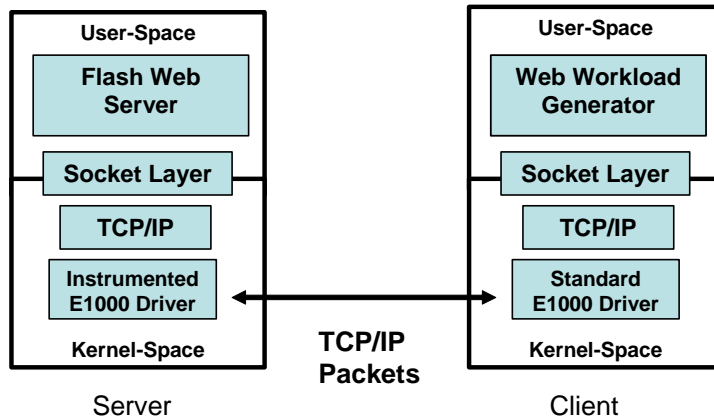 User-Space
Flash Web
Server
Socket Layer
TCP/IP
Instrumented
E1000 Driver
Kernel-Space
Server
TCP/IP
Packets
User-Space
Web Workload
Generator
Socket Layer
TCP/IP
Standard
E1000 Driver
Kernel-Space
Client